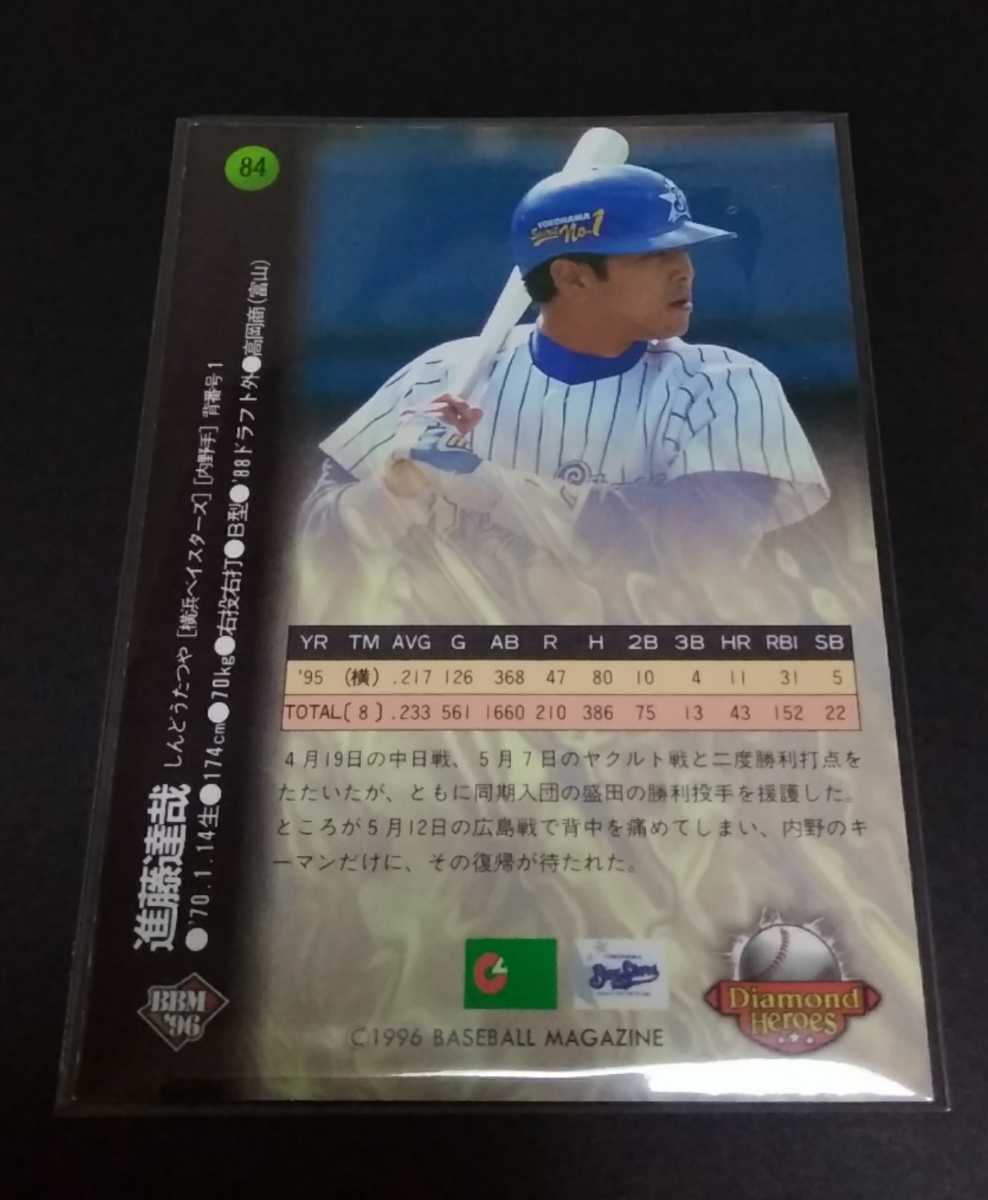 84
YOKOHAMA
No.1
進藤達哉 しんどうたつや [横浜ベイスターズ] [内野手] 背番号1
●'70.1.14生●174cm●70kg●右投右打●B型●'88ドラフト外●高岡商(富山)
YR TM AVG G AB R H 2B 3B HR RBI SB
'95 (横) .217 126 368 47 80 10 4 11 31 5
TOTAL(8) .233 561 1660 210 386 75 13 43 152 22
4月19日の中日戦、5月7日のヤクルト戦と二度勝利打点を
たたいたが、ともに同期入団の盛田の勝利投手を援護した。
ところが5月12日の広島戦で背中を痛めてしまい、内野のキ
ーマンだけに、その復帰が待たれた。
BBM
'96
YOKOHAMA
BayStars
Diamond
Heroes
©1996 BASEBALL MAGAZINE